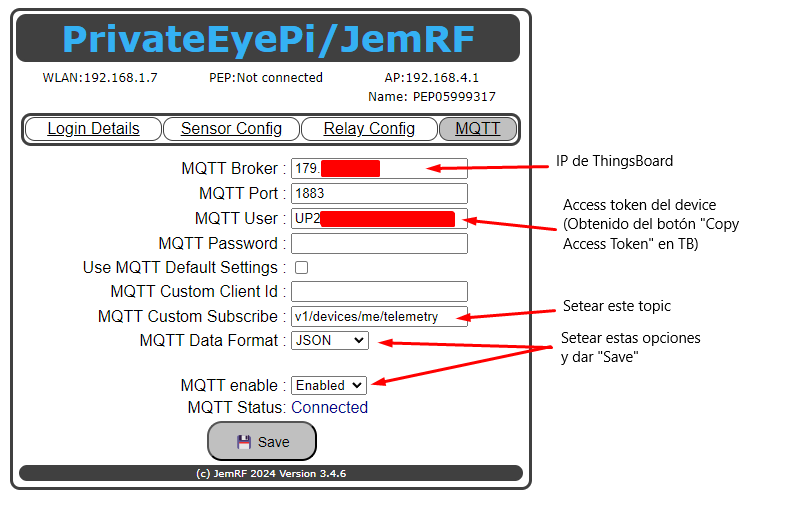 PrivateEyePi/JemRF
WLAN:192.168.1.7 PEP:Not connected AP:192.168.4.1
Name: PEP05999317
Login Details Sensor Config Relay Config MQTT
MQTT Broker : 179.
IP de ThingsBoard
MQTT Port : 1883
MQTT User : UP2
Access token del device
(Obtenido del botón "Copy
Access Token" en TB)
MQTT Password :
Use MQTT Default Settings :
MQTT Custom Client Id :
MQTT Custom Subscribe : v1/devices/me/telemetry
Setear este topic
MQTT Data Format : JSON
Setear estas opciones
y dar "Save"
MQTT enable : Enabled
MQTT Status: Connected
Save
(c) JemRF 2024 Version 3.4.6